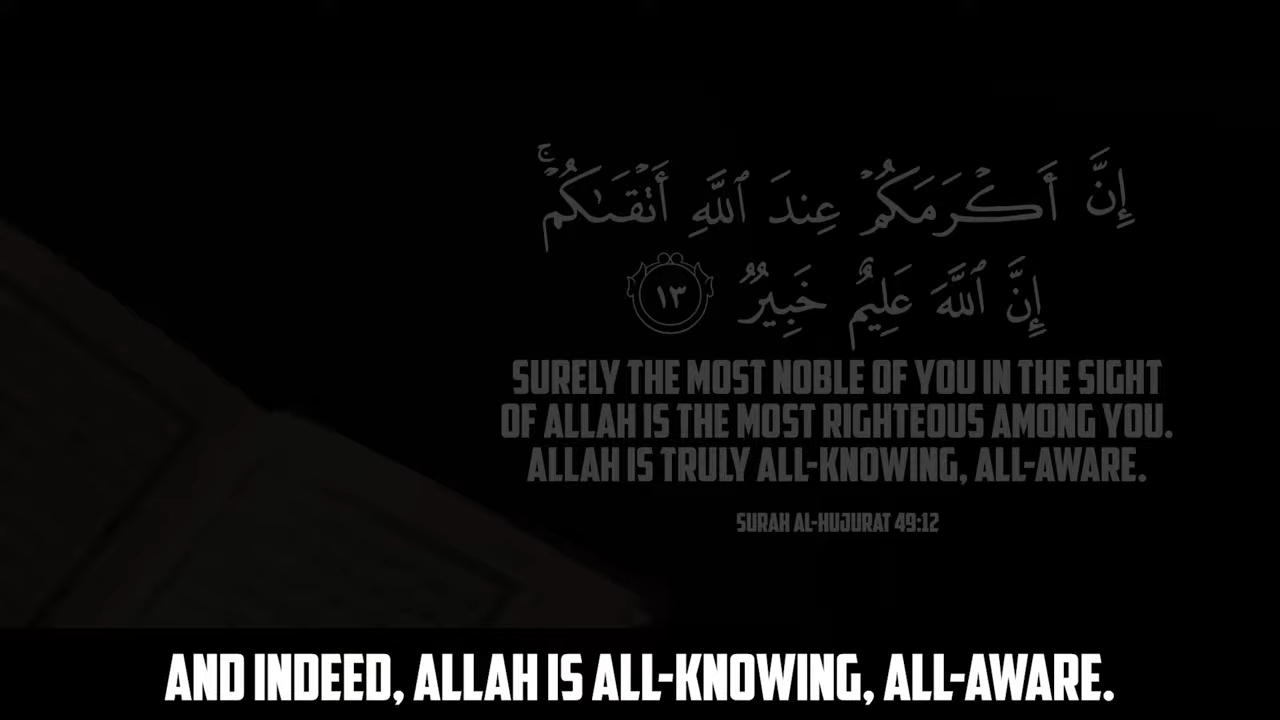 إِنَّ أَكۡرَمَكُمۡ عِندَ ٱللَّهِ أَتۡقَىٰكُمۡۚ
إِنَّ ٱللَّهَ عَلِيمٌ خَبِيرٌ ١٣
SURELY THE MOST NOBLE OF YOU IN THE SIGHT
OF ALLAH IS THE MOST RIGHTEOUS AMONG YOU.
ALLAH IS TRULY ALL-KNOWING, ALL-AWARE.
SURAH AL-HUJURAT 49:12
AND INDEED, ALLAH IS ALL-KNOWING, ALL-AWARE.